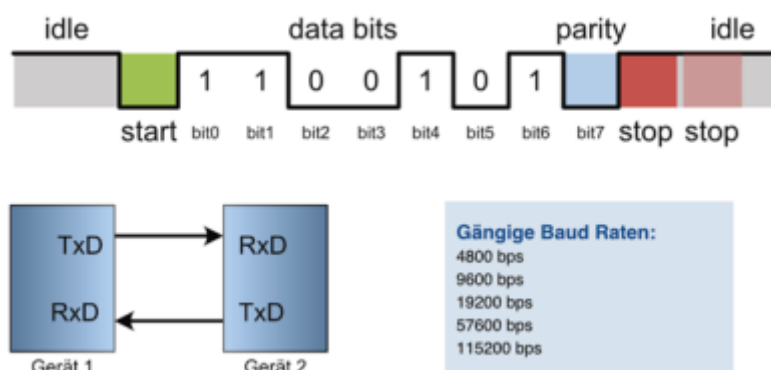 idle data bits parity idle
1 1 0 0 1 0 1
start bit0 bit1 bit2 bit3 bit4 bit5 bit6 bit7 stop stop
TxD RxD
RxD TxD
Gerät 1 Gerät 2
Gängige Baud Raten:
4800 bps
9600 bps
19200 bps
57600 bps
115200 bps